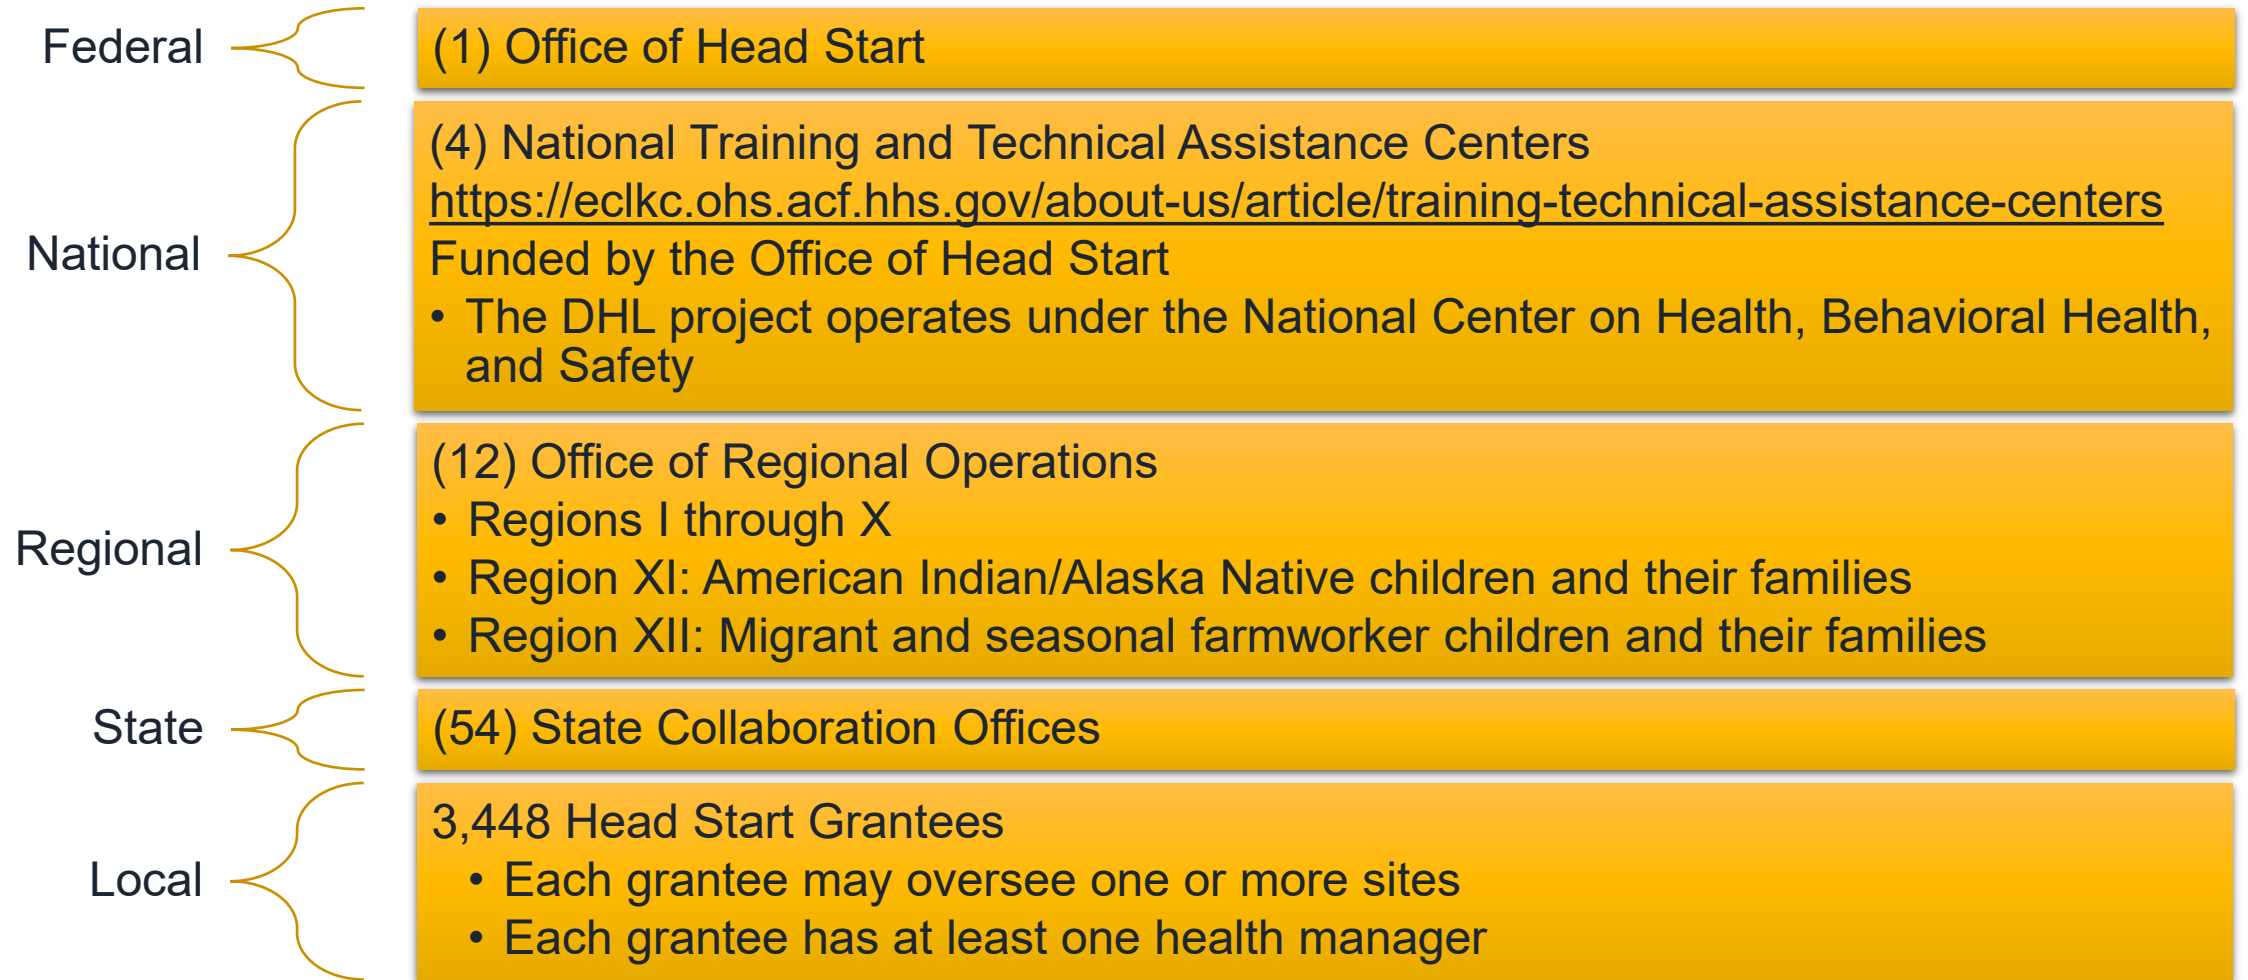 Federal
(1) Office of Head Start
National
(4) National Training and Technical Assistance Centers
https://eclkc.ohs.acf.hhs.gov/about-us/article/training-technical-assistance-centers
Funded by the Office of Head Start
• The DHL project operates under the National Center on Health, Behavioral Health,
and Safety
Regional
(12) Office of Regional Operations
• Regions I through X
• Region XI: American Indian/Alaska Native children and their families
• Region XII: Migrant and seasonal farmworker children and their families
State
(54) State Collaboration Offices
Local
3,448 Head Start Grantees
• Each grantee may oversee one or more sites
• Each grantee has at least one health manager